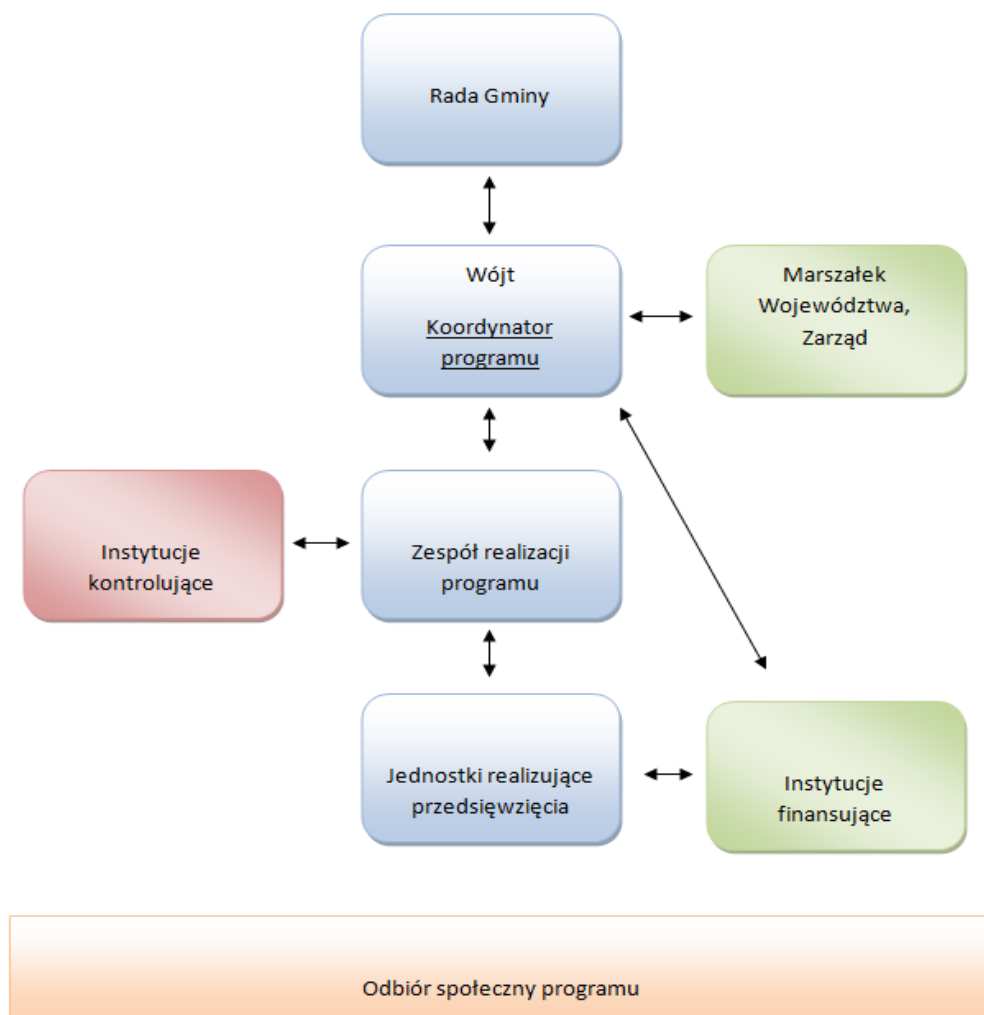 Rada Gminy
Wójt
Koordynator
programu
Marszałek
Województwa,
Zarząd
Instytucje
kontrolujące
Zespół realizacji
programu
Jednostki realizujące
przedsięwzięcia
Instytucje
finansujące
Odbiór społeczny programu